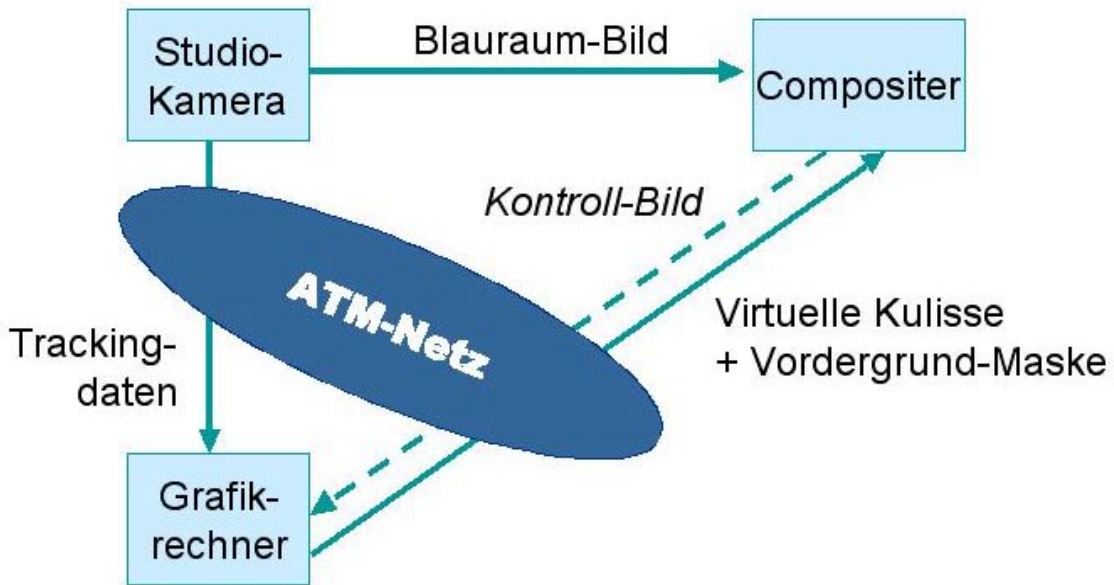 Studio-
Kamera
Blauraum-Bild
Compositer
Kontroll-Bild
ATM-Netz
Virtuelle Kulisse
+ Vordergrund-Maske
Tracking-
daten
Grafik-
rechner